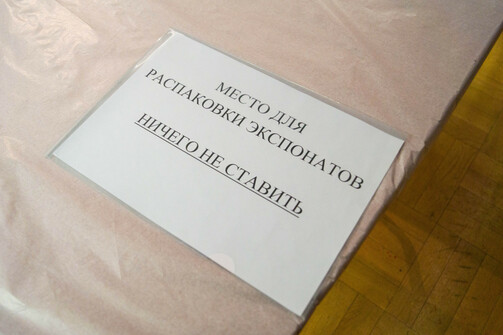 МЕСТО ДЛЯ
РАСПАКОВКИ ЭКСПОНАТОВ
НИЧЕГО НЕ СТАВИТЬ